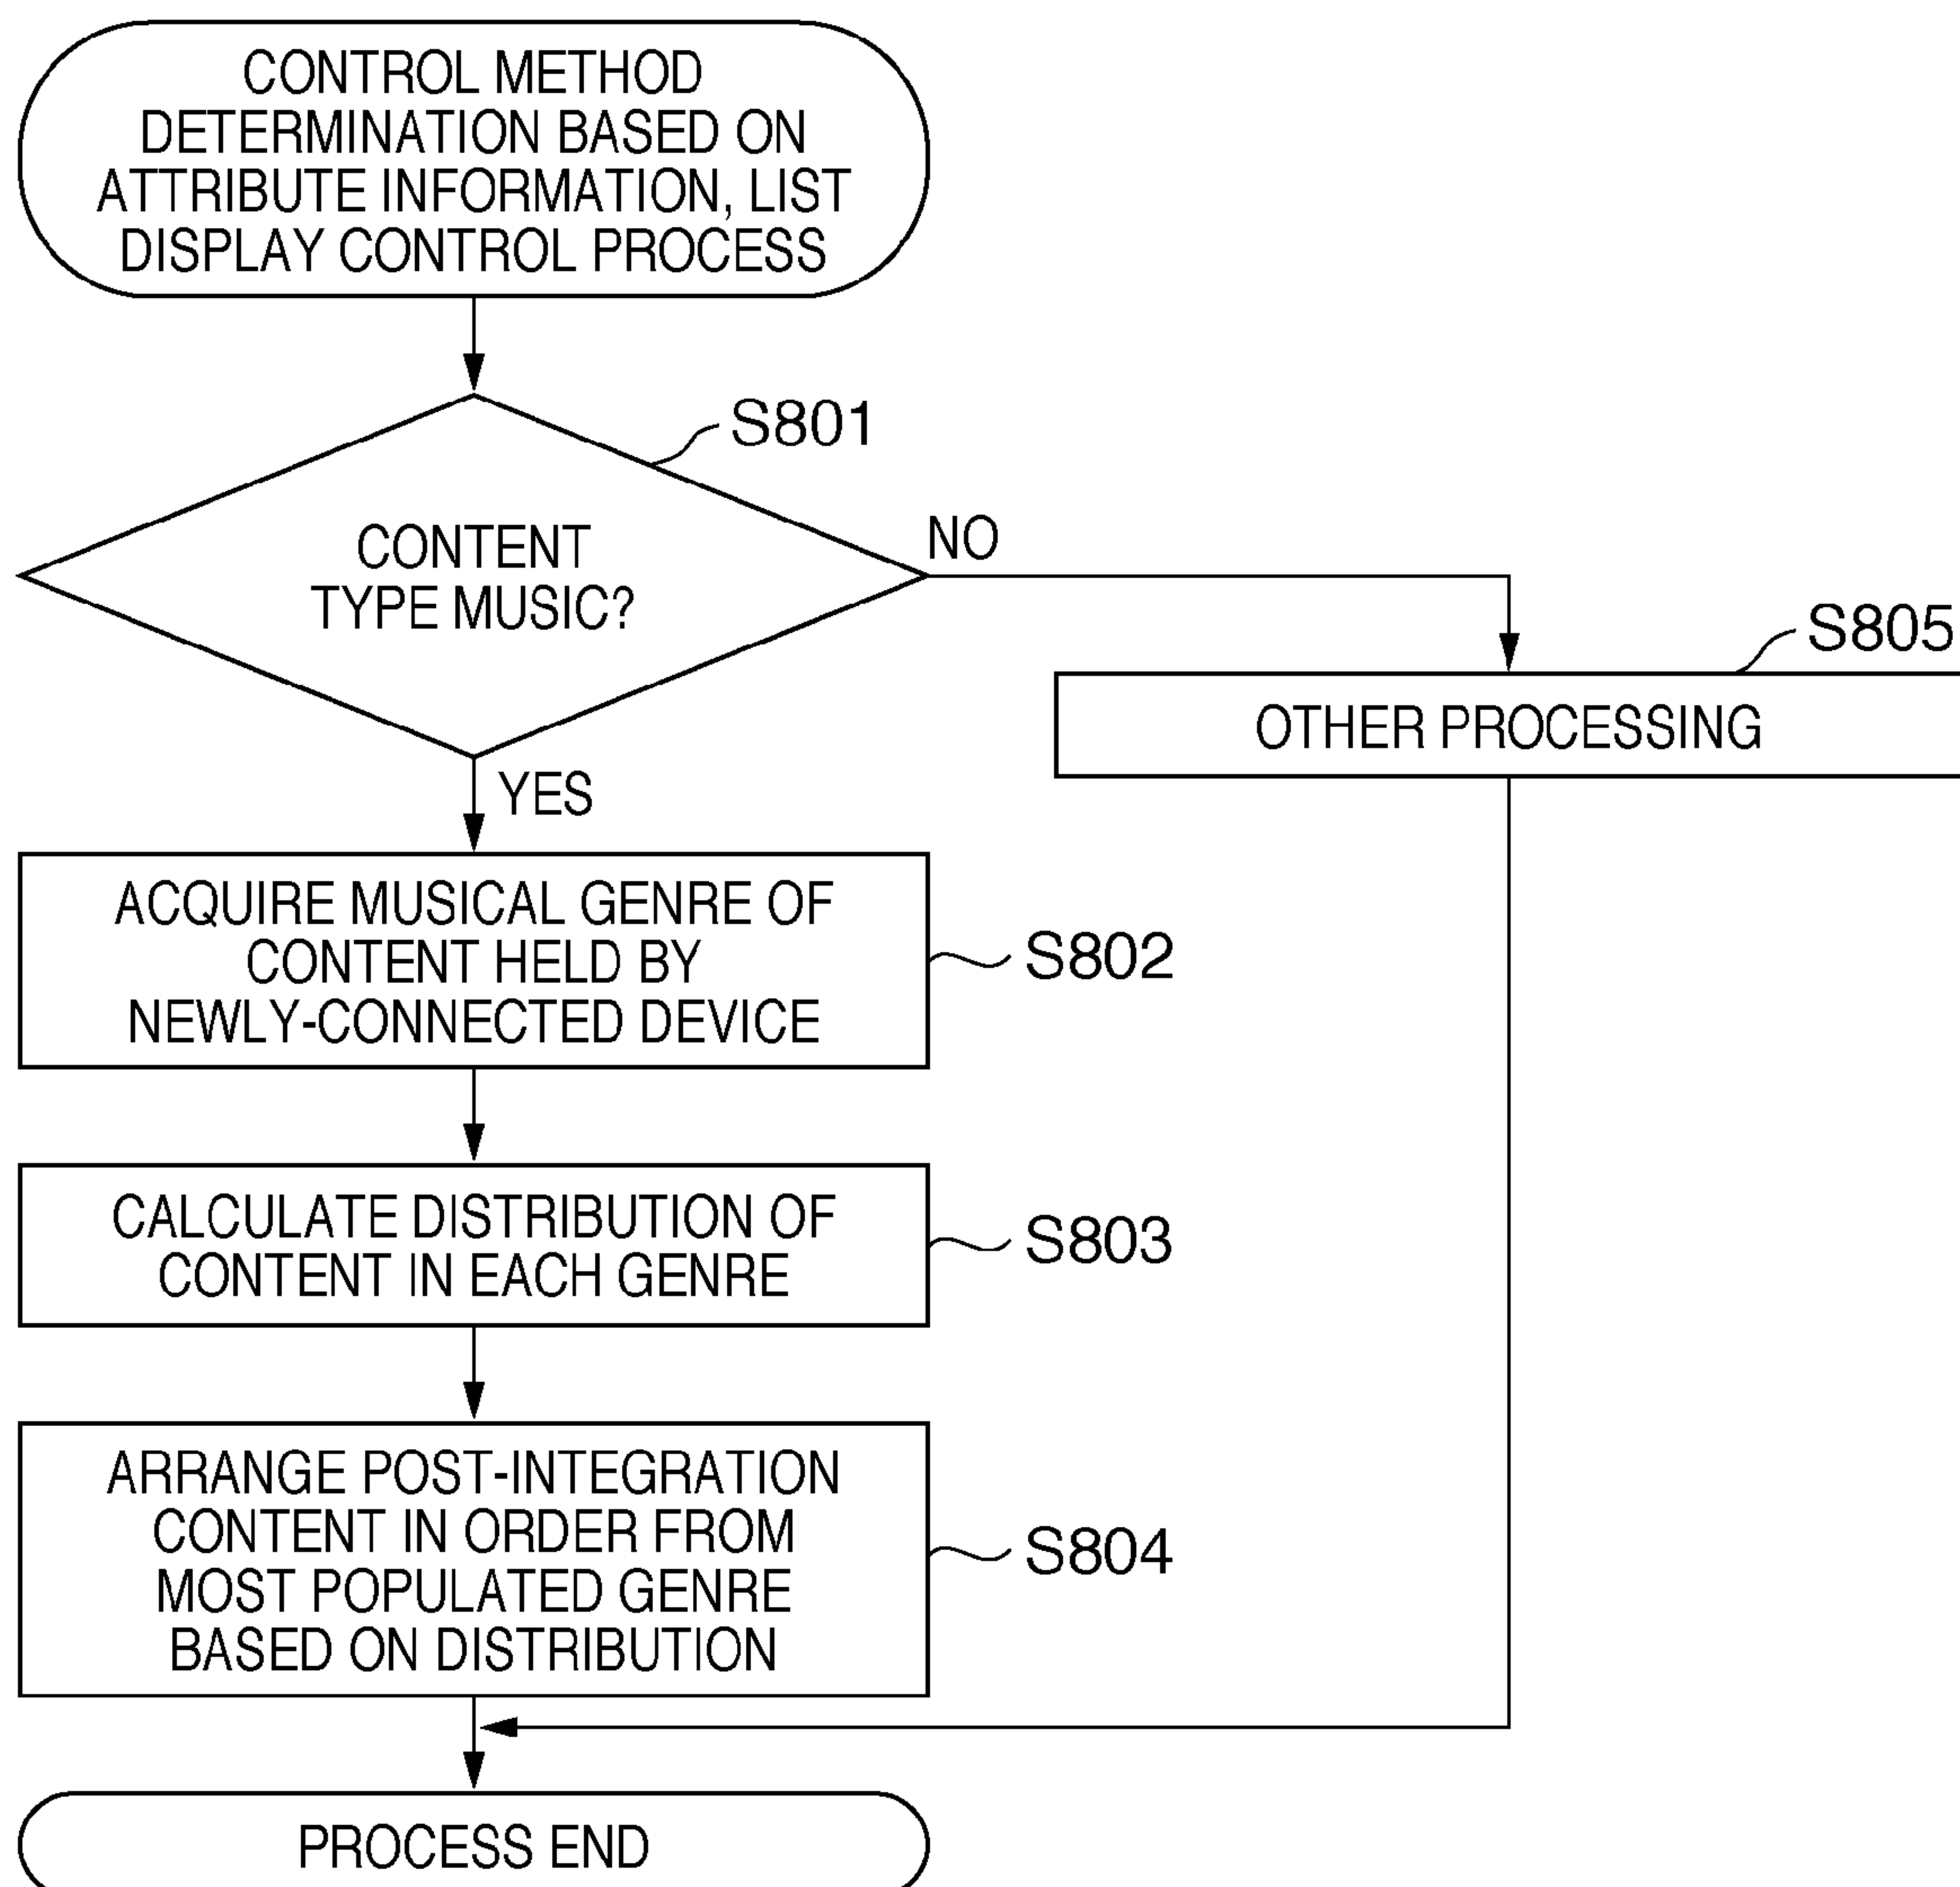 CONTROL METHOD
DETERMINATION BASED ON
ATTRIBUTE INFORMATION, LIST
DISPLAY CONTROL PROCESS
S801
CONTENT
TYPE MUSIC?
NO
S805
OTHER PROCESSING
YES
ACQUIRE MUSICAL GENRE OF
CONTENT HELD BY
NEWLY-CONNECTED DEVICE
S802
CALCULATE DISTRIBUTION OF
CONTENT IN EACH GENRE
S803
ARRANGE POST-INTEGRATION
CONTENT IN ORDER FROM
MOST POPULATED GENRE
BASED ON DISTRIBUTION
S804
PROCESS END